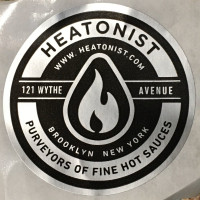 HEATONIST
WWW.HEATONIST.COM
121 WYTHE AVENUE
BROOKLYN NEW YORK
PURVEYORS OF FINE HOT SAUCES